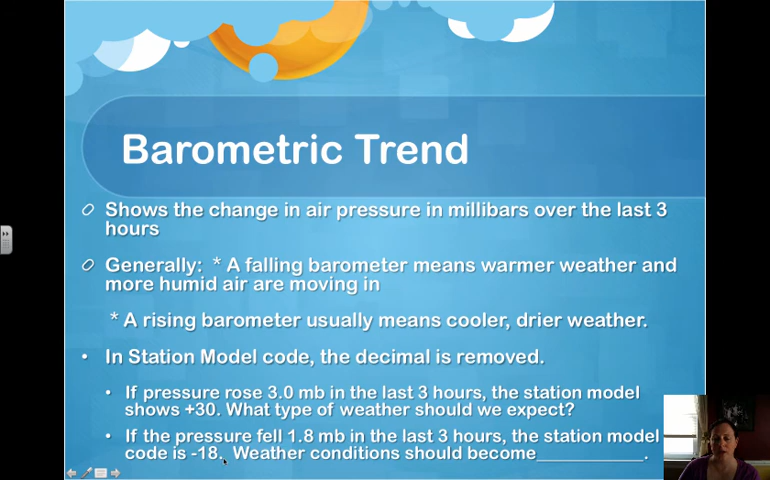 Barometric Trend
Shows the change in air pressure in millibars over the last 3
hours
Generally: * A falling barometer means warmer weather and
more humid air are moving in
* A rising barometer usually means cooler, drier weather.
• In Station Model code, the decimal is removed.
• If pressure rose 3.0 mb in the last 3 hours, the station model
shows +30. What type of weather should we expect?
• If the pressure fell 1.8 mb in the last 3 hours, the station model
code is -18. Weather conditions should become____________.